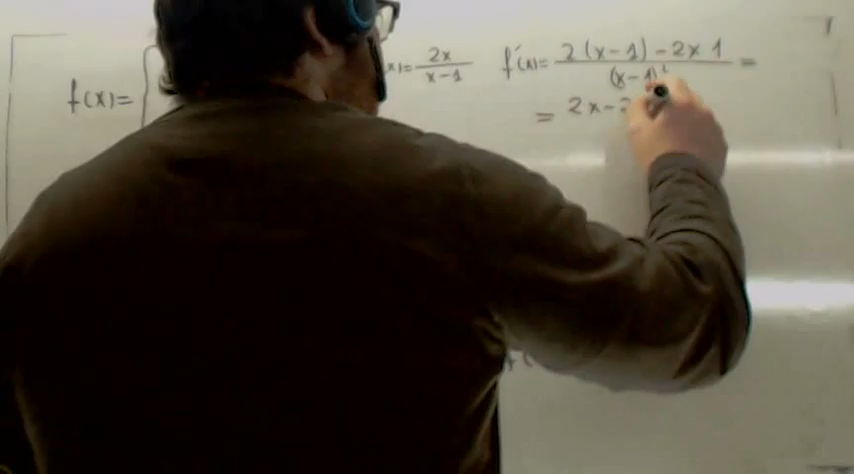 f(x)= x)= 2x/(x-1) f'(x)= (2(x-1)-2x·1)/(x-1)² =
= 2x-2